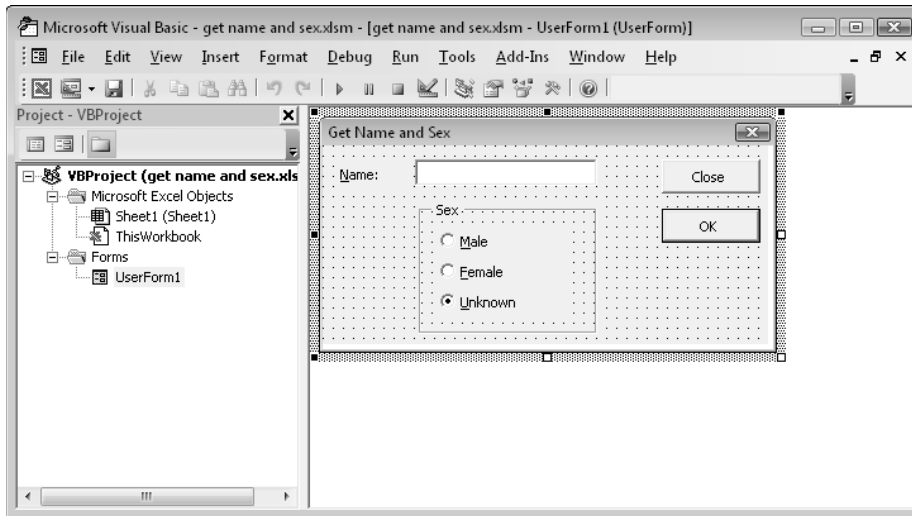 Microsoft Visual Basic - get name and sex.xlsm - [get name and sex.xlsm - UserForm1 (UserForm)]
File Edit View Insert Format Debug Run Tools Add-Ins Window Help
Project - VBProject
VBProject (get name and sex.xls
Microsoft Excel Objects
Sheet1 (Sheet1)
ThisWorkbook
Forms
UserForm1
Get Name and Sex
Name:
Close
OK
Sex
Male
Female
Unknown